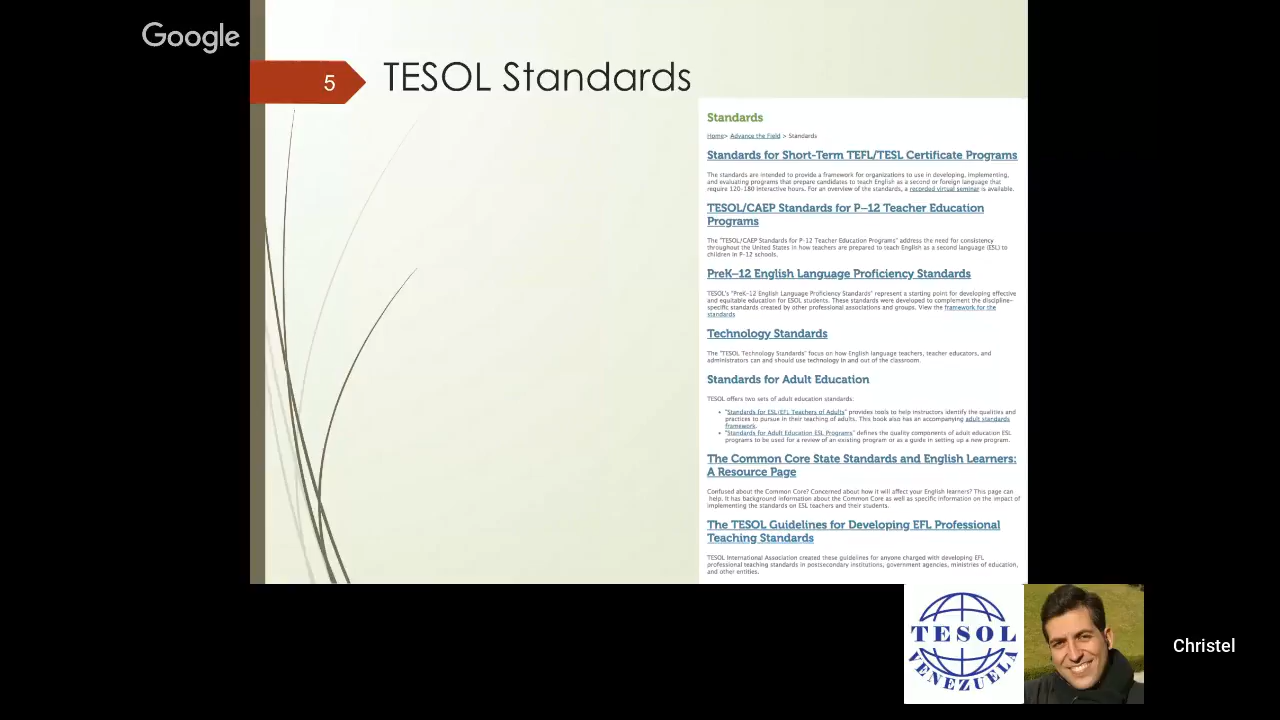 Google
5
TESOL Standards
Standards
Home> Advance the Field > Standards
Standards for Short-Term TEFL/TESL Certificate Programs
The standards are intended to provide a framework for organizations to use in developing, implementing,
and evaluating programs that prepare candidates to teach English as a second or foreign language that
require 120-180 interactive hours. For an overview of the standards, a recorded virtual seminar is available.
TESOL/CAEP Standards for P–12 Teacher Education
Programs
The "TESOL/CAEP Standards for P-12 Teacher Education Programs" address the need for consistency
throughout the United States in how teachers are prepared to teach English as a second language (ESL) to
children in P-12 schools.
PreK–12 English Language Proficiency Standards
TESOL's "PreK-12 English Language Proficiency Standards" represent a starting point for developing effective
and equitable education for ESOL students. These standards were developed to complement the discipline-
specific standards created by other professional associations and groups. View the framework for the
standards
Technology Standards
The "TESOL Technology Standards" focus on how English language teachers, teacher educators, and
administrators can and should use technology in and out of the classroom.
Standards for Adult Education
TESOL offers two sets of adult education standards:
• "Standards for ESL/EFL Teachers of Adults" provides tools to help instructors identify the qualities and
practices to pursue in their teaching of adults. This book also has an accompanying adult standards
framework.
• "Standards for Adult Education ESL Programs" defines the quality components of adult education ESL
programs to be used for a review of an existing program or as a guide in setting up a new program.
The Common Core State Standards and English Learners:
A Resource Page
Confused about the Common Core? Concerned about how it will affect your English learners? This page can
help. It has background information about the Common Core as well as specific information on the impact of
implementing the standards on ESL teachers and their students.
The TESOL Guidelines for Developing EFL Professional
Teaching Standards
TESOL International Association created these guidelines for anyone charged with developing EFL
professional teaching standards in postsecondary institutions, government agencies, ministries of education,
and other entities.
TESOL
VENEZUELA
Christel